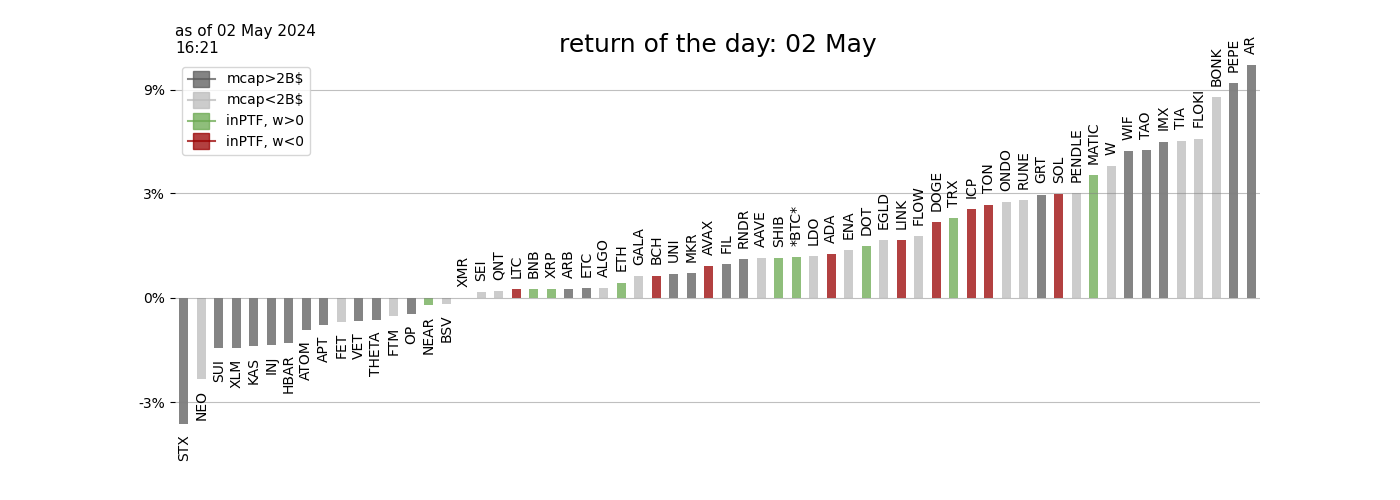 as of 02 May 2024
16:21
return of the day: 02 May
mcap>2B$
mcap<2B$
inPTF, w>0
inPTF, w<0
9%
3%
0%
-3%
STX
NEO
SUI
XLM
KAS
INJ
HBAR
ATOM
APT
FET
VET
THETA
FTM
OP
NEAR
BSV
XMR
SEI
QNT
LTC
BNB
XRP
ARB
ETC
ALGO
ETH
GALA
BCH
UNI
MKR
AVAX
FIL
RNDR
AAVE
SHIB
*BTC*
LDO
ADA
ENA
DOT
EGLD
LINK
FLOW
DOGE
TRX
ICP
TON
ONDO
RUNE
GRT
SOL
PENDLE
MATIC
W
WIF
TAO
IMX
TIA
FLOKI
BONK
PEPE
AR